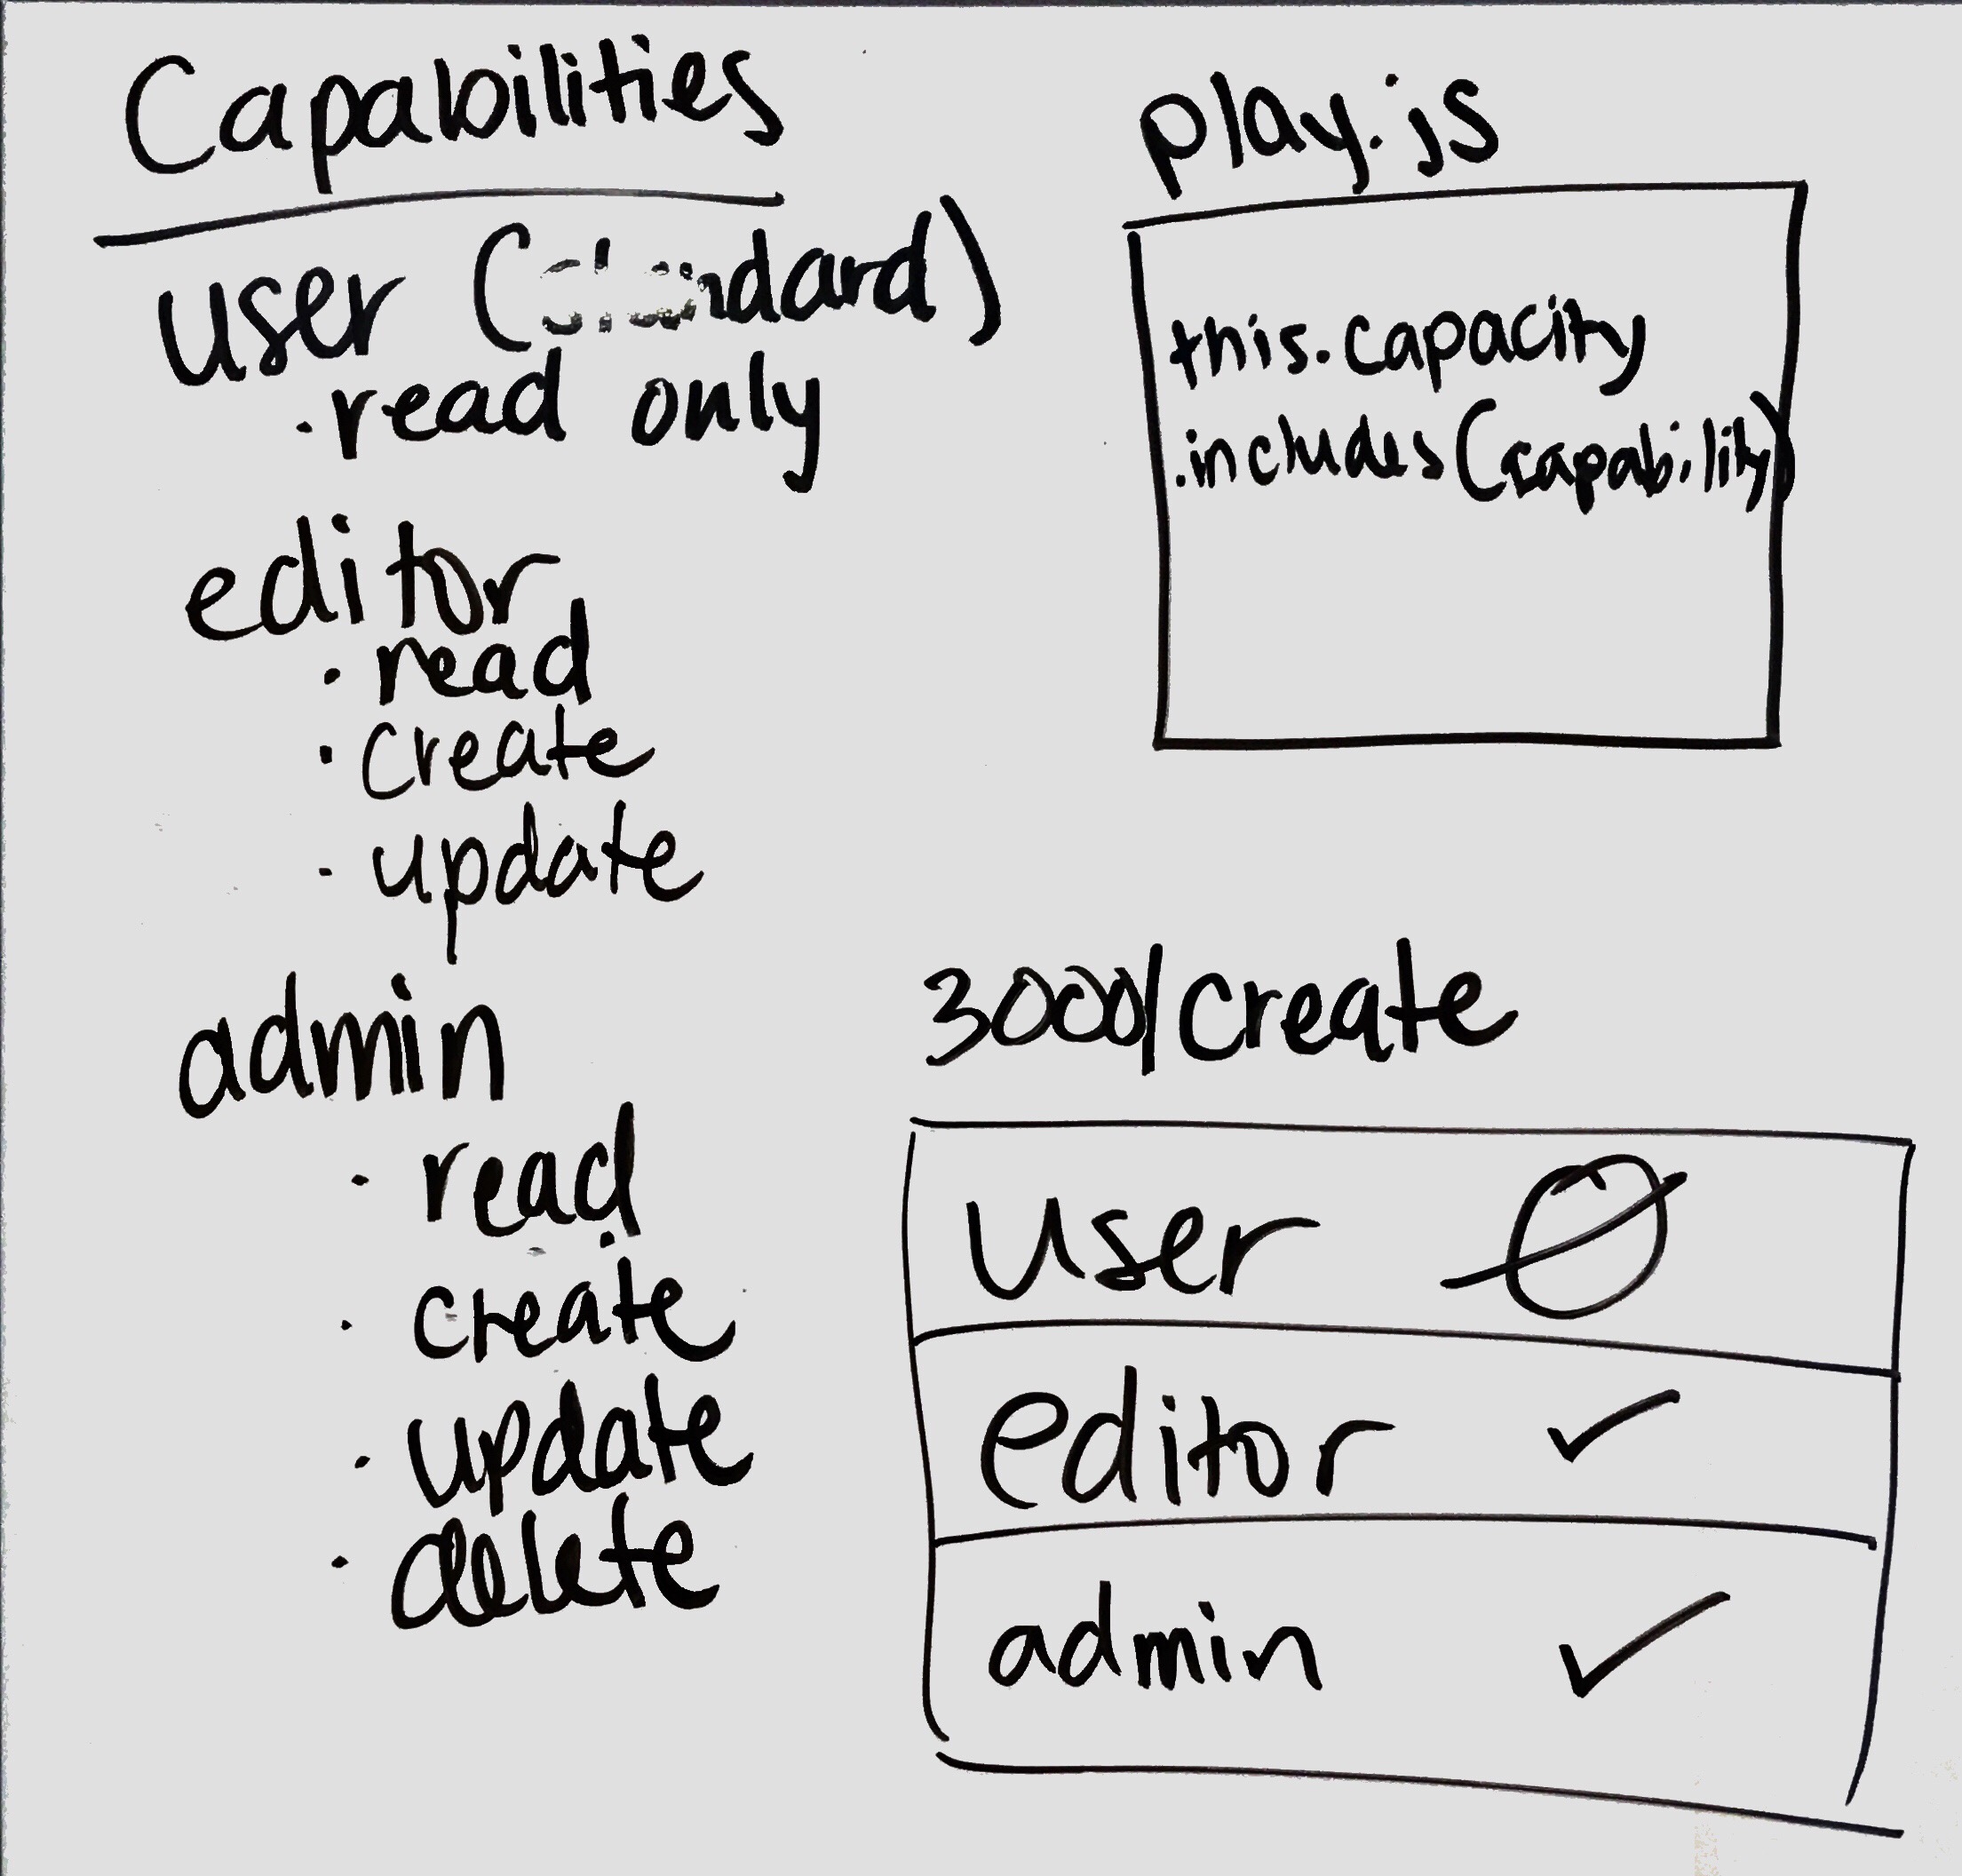 Capabilities
user (standard)
· read only
editor
· read
· create
· update
admin
· read
· create
· update
· delete
play.js
this.capacity
.includes(capability)
3000/create
user Ø
editor ✓
admin ✓